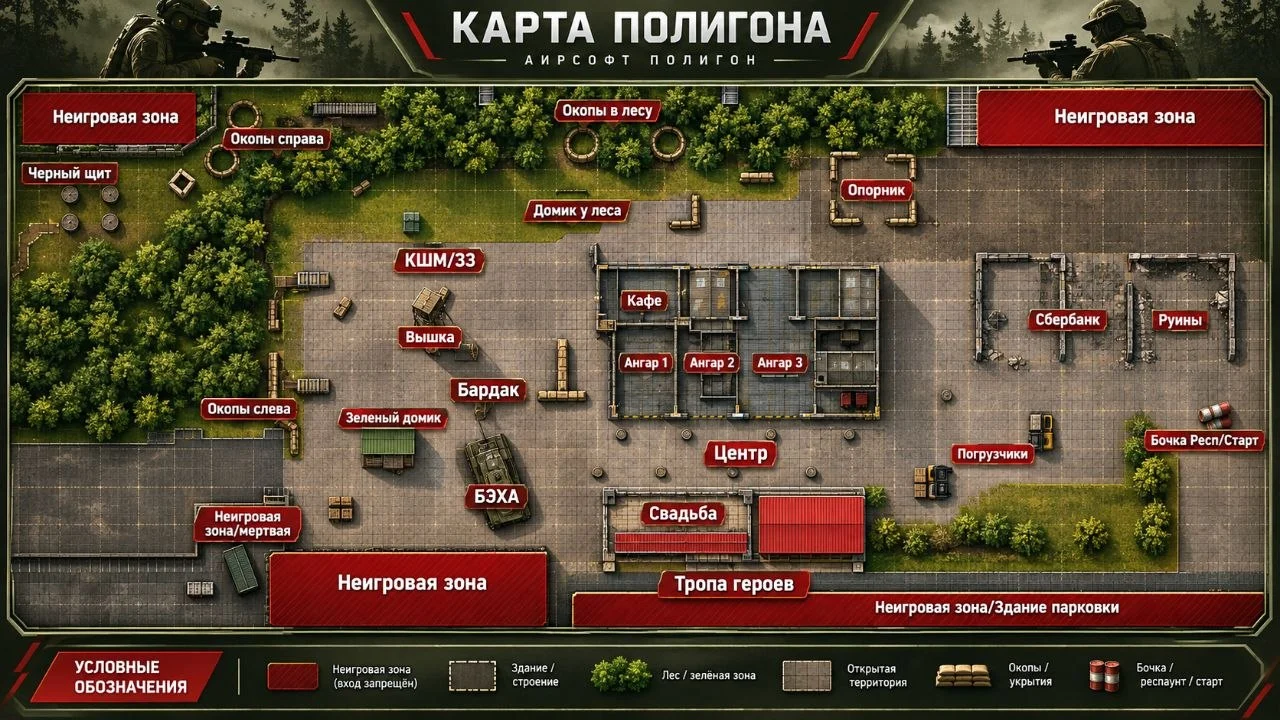 КАРТА ПОЛИГОНА
АИРСОФТ ПОЛИГОН
Неигровая зона
Окопы справа
Окопы в лесу
Неигровая зона
Черный щит
Опорник
Домик у леса
КШМ/33
Кафе
Вышка
Сбербанк
Руины
Ангар 1
Ангар 2
Ангар 3
Бардак
Окопы слева
Зеленый домик
Центр
Погрузчики
Бочка Респ/Старт
БЭХА
Свадьба
Неигровая
зона/мертвая
Неигровая зона
Тропа героев
Неигровая зона/Здание парковки
УСЛОВНЫЕ
ОБОЗНАЧЕНИЯ
Неигровая зона
(вход запрещён)
Здание /
строение
Лес / зелёная зона
Открытая
территория
Окопы /
укрытия
Бочка /
респаунт / старт